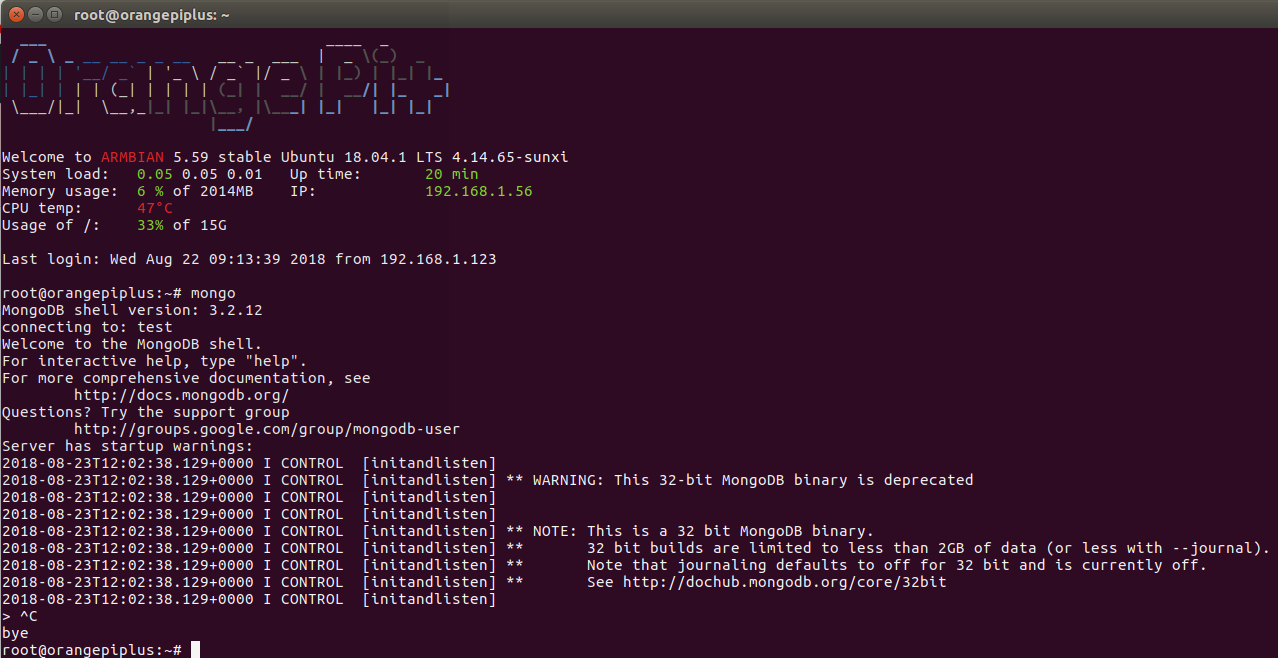 root@orangepiplus: ~
OrangePi+
Welcome to ARMBIAN 5.59 stable Ubuntu 18.04.1 LTS 4.14.65-sunxi
System load:   0.05 0.05 0.01   Up time:       20 min
Memory usage:  6 % of 2014MB    IP:            192.168.1.56
CPU temp:      47°C
Usage of /:    33% of 15G
Last login: Wed Aug 22 09:13:39 2018 from 192.168.1.123
root@orangepiplus:~# mongo
MongoDB shell version: 3.2.12
connecting to: test
Welcome to the MongoDB shell.
For interactive help, type "help".
For more comprehensive documentation, see
        http://docs.mongodb.org/
Questions? Try the support group
        http://groups.google.com/group/mongodb-user
Server has startup warnings:
2018-08-23T12:02:38.129+0000 I CONTROL  [initandlisten]
2018-08-23T12:02:38.129+0000 I CONTROL  [initandlisten] ** WARNING: This 32-bit MongoDB binary is deprecated
2018-08-23T12:02:38.129+0000 I CONTROL  [initandlisten]
2018-08-23T12:02:38.129+0000 I CONTROL  [initandlisten]
2018-08-23T12:02:38.129+0000 I CONTROL  [initandlisten] ** NOTE: This is a 32 bit MongoDB binary.
2018-08-23T12:02:38.129+0000 I CONTROL  [initandlisten] **       32 bit builds are limited to less than 2GB of data (or less with --journal).
2018-08-23T12:02:38.129+0000 I CONTROL  [initandlisten] **       Note that journaling defaults to off for 32 bit and is currently off.
2018-08-23T12:02:38.129+0000 I CONTROL  [initandlisten] **       See http://dochub.mongodb.org/core/32bit
2018-08-23T12:02:38.129+0000 I CONTROL  [initandlisten]
> ^C
bye
root@orangepiplus:~#